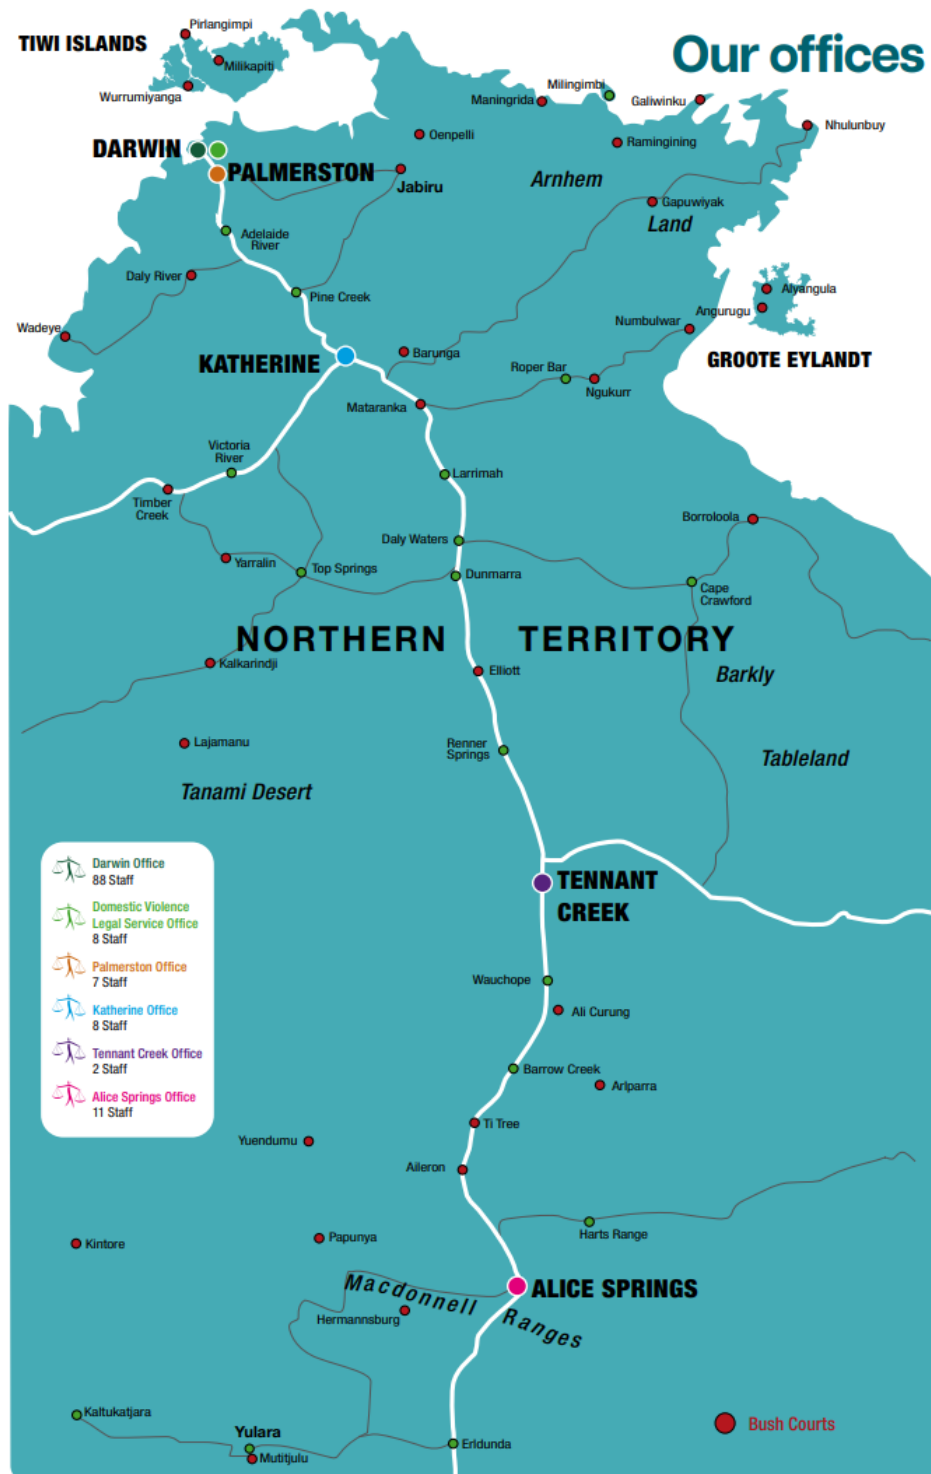 Our offices
Pirlangimpi
TIWI ISLANDS
Milikapiti
Wurrumiyanga
Milingimbi
Maningrida
Galiwinku
Nhulunbuy
Oenpelli
Ramingining
DARWIN
PALMERSTON
Jabiru
Arnhem
Land
Gapuwiyak
Adelaide
River
Daly River
Pine Creek
Alyangula
Angurugu
Numbulwar
Wadeye
KATHERINE
Barunga
GROOTE EYLANDT
Roper Bar
Ngukurr
Mataranka
Victoria
River
Larrimah
Timber
Creek
Borroloola
Daly Waters
Yarralin
Top Springs
Dunmarra
Cape
Crawford
NORTHERN TERRITORY
Kalkarindji
Elliott
Barkly
Tableland
Lajamanu
Renner
Springs
Tanami Desert
Darwin Office
88 Staff
Domestic Violence
Legal Service Office
8 Staff
Palmerston Office
7 Staff
Katherine Office
8 Staff
Tennant Creek Office
2 Staff
Alice Springs Office
11 Staff
TENNANT
CREEK
Wauchope
Ali Curung
Barrow Creek
Arlparra
Ti Tree
Yuendumu
Aileron
Harts Range
Kintore
Papunya
ALICE SPRINGS
Macdonnell Ranges
Hermannsburg
Kaltukatjara
Yulara
Mutitjulu
Erldunda
Bush Courts